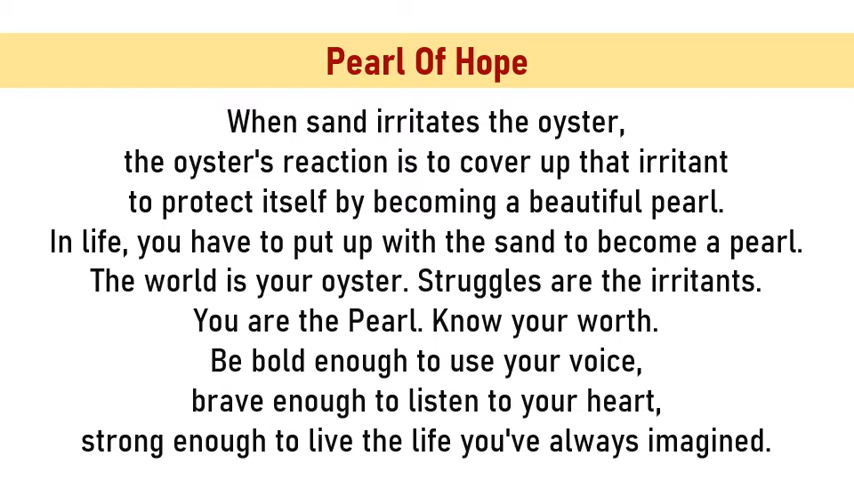 Pearl Of Hope
When sand irritates the oyster,
the oyster's reaction is to cover up that irritant
to protect itself by becoming a beautiful pearl.
In life, you have to put up with the sand to become a pearl.
The world is your oyster. Struggles are the irritants.
You are the Pearl. Know your worth.
Be bold enough to use your voice,
brave enough to listen to your heart,
strong enough to live the life you've always imagined.